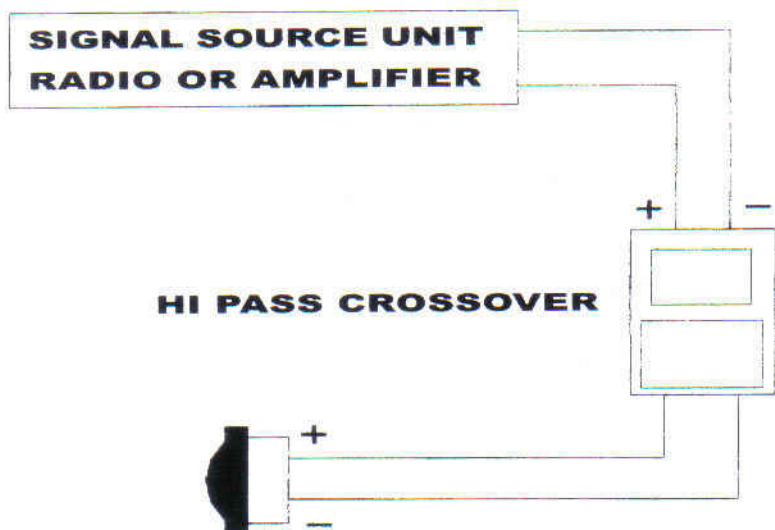 SIGNAL SOURCE UNIT
RADIO OR AMPLIFIER
+ −
HI PASS CROSSOVER
+
−